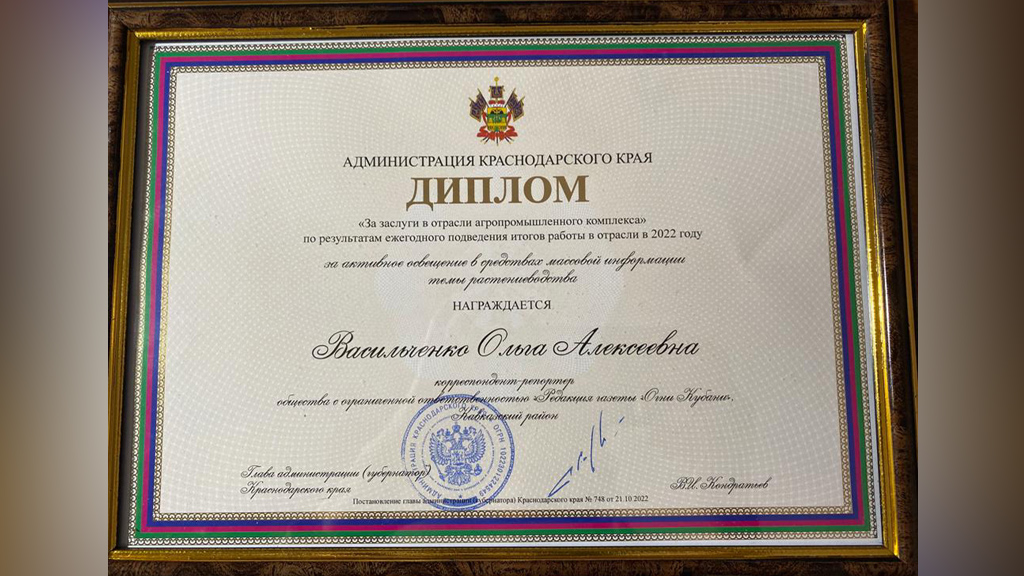 АДМИНИСТРАЦИЯ КРАСНОДАРСКОГО КРАЯ
ДИПЛОМ
«За заслуги в отрасли агропромышленного комплекса»
по результатам ежегодного подведения итогов работы в отрасли в 2022 году
за активное освещение в средствах массовой информации
темы растениеводства
НАГРАЖДАЕТСЯ
Васильченко Ольга Алексеевна
корреспондент-репортер
общества с ограниченной ответственностью «Редакция газеты «Огни Кубани»,
Кавказский район
Глава администрации (губернатор)
Краснодарского края
В.И. Кондратьев
Постановление главы администрации (губернатора) Краснодарского края № 748 от 21.10 2022